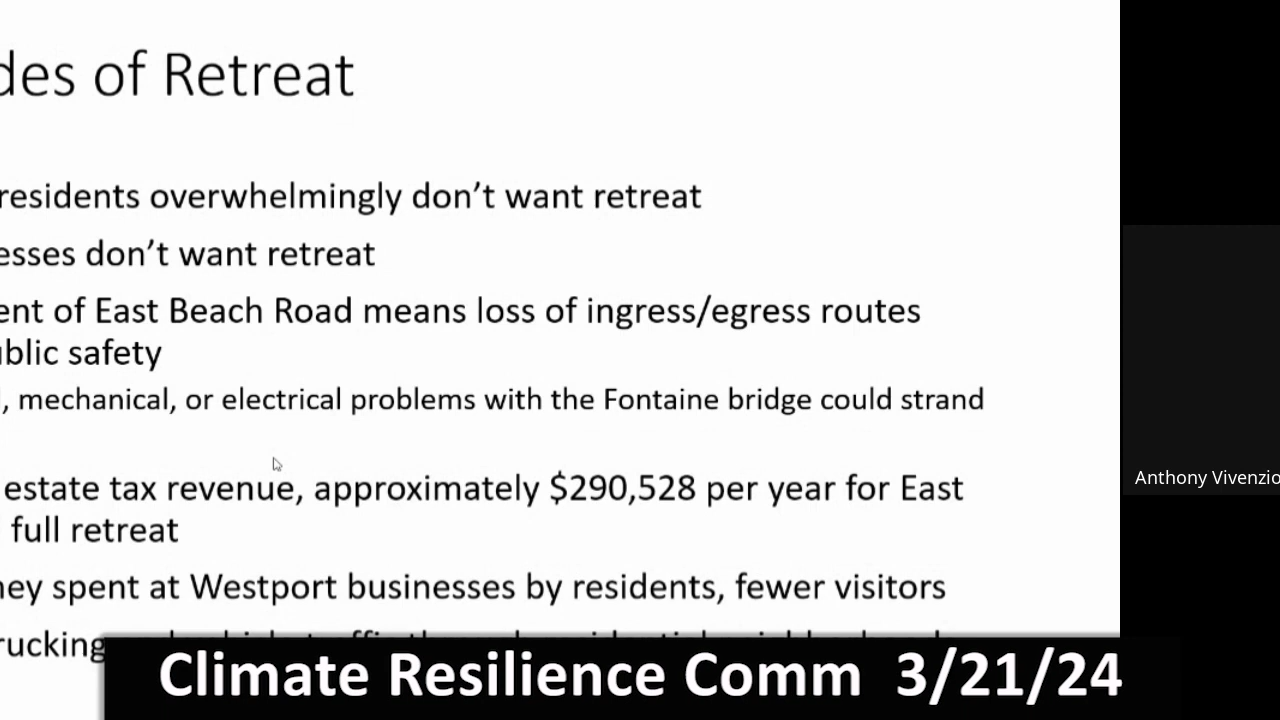 des of Retreat
residents overwhelmingly don't want retreat
esses don't want retreat
ent of East Beach Road means loss of ingress/egress routes
ublic safety
, mechanical, or electrical problems with the Fontaine bridge could strand
estate tax revenue, approximately $290,528 per year for East
full retreat
ney spent at Westport businesses by residents, fewer visitors
rucking
Anthony Vivenzio
Climate Resilience Comm 3/21/24